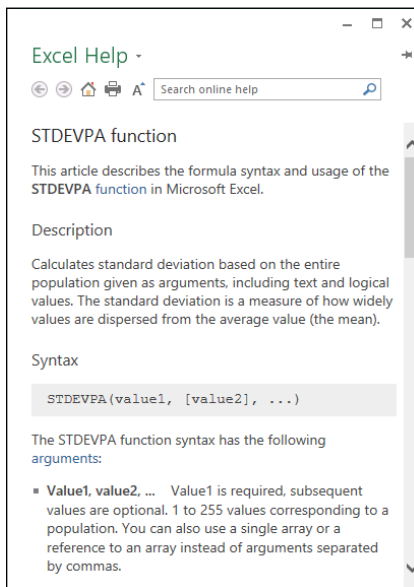 Excel Help
Search online help
STDEVPA function
This article describes the formula syntax and usage of the
STDEVPA function in Microsoft Excel.
Description
Calculates standard deviation based on the entire
population given as arguments, including text and logical
values. The standard deviation is a measure of how widely
values are dispersed from the average value (the mean).
Syntax
STDEVPA(value1, [value2], ...)
The STDEVPA function syntax has the following
arguments:
▪ Value1, value2, ... Value1 is required, subsequent
values are optional. 1 to 255 values corresponding to a
population. You can also use a single array or a
reference to an array instead of arguments separated
by commas.